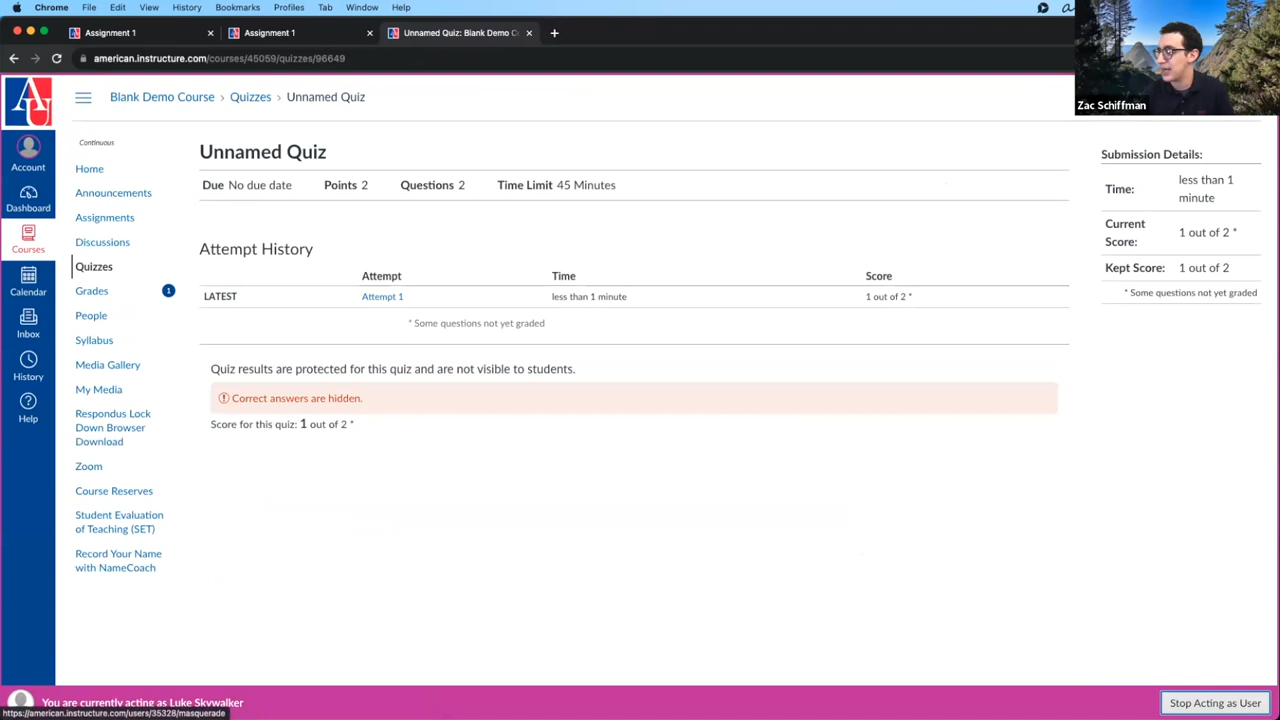 Chrome File Edit View History Bookmarks Profiles Tab Window Help
Assignment 1
Assignment 1
Unnamed Quiz: Blank Demo Co
american.instructure.com/courses/45059/quizzes/96649
Zac Schiffman
AU
Blank Demo Course › Quizzes › Unnamed Quiz
Account
Dashboard
Courses
Calendar
Inbox
History
Help
Continuous
Home
Announcements
Assignments
Discussions
Quizzes
Grades 1
People
Syllabus
Media Gallery
My Media
Respondus Lock
Down Browser
Download
Zoom
Course Reserves
Student Evaluation
of Teaching (SET)
Record Your Name
with NameCoach
Unnamed Quiz
Due No due date Points 2 Questions 2 Time Limit 45 Minutes
Attempt History
Attempt Time Score
LATEST Attempt 1 less than 1 minute 1 out of 2 *
* Some questions not yet graded
Quiz results are protected for this quiz and are not visible to students.
Correct answers are hidden.
Score for this quiz: 1 out of 2 *
Submission Details:
Time: less than 1
minute
Current
Score: 1 out of 2 *
Kept Score: 1 out of 2
* Some questions not yet graded
You are currently acting as Luke Skywalker
https://american.instructure.com/users/35328/masquerade
Stop Acting as User